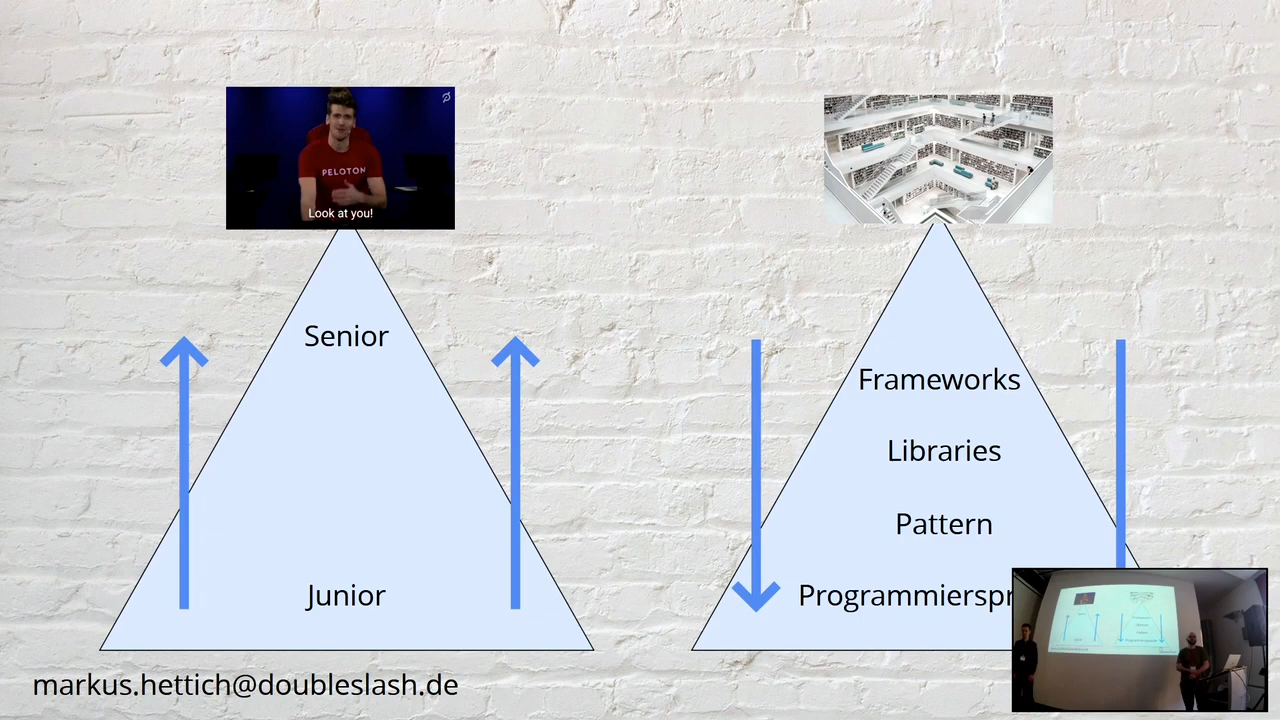 PELOTON
Look at you!
Senior
Junior
Frameworks
Libraries
Pattern
Programmierspr
markus.hettich@doubleslash.de